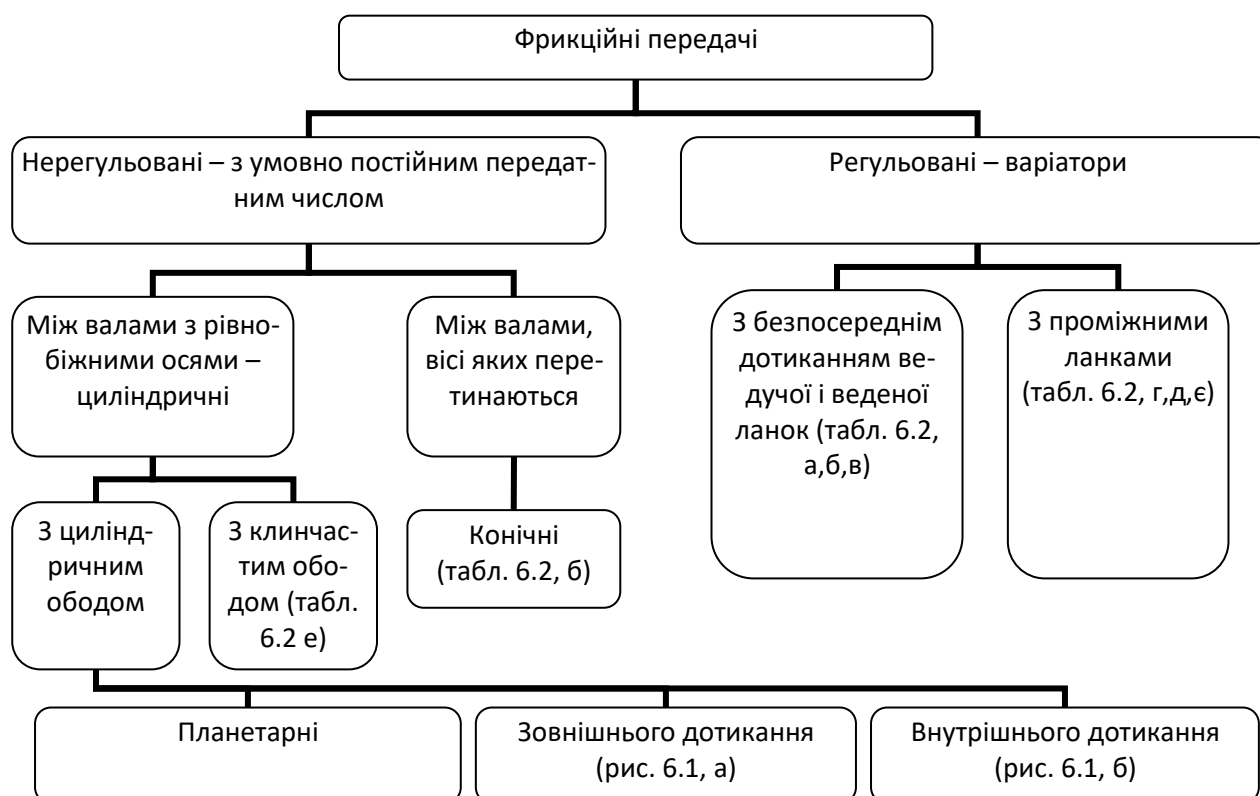 Фрикційні передачі
Нерегульовані – з умовно постійним передат-
ним числом
Регульовані – варіатори
Між валами з рівно-
біжними осями –
циліндричні
Між валами,
вісі яких пере-
тинаються
З безпосереднім
дотиканням ве-
дучої і веденої
ланок (табл. 6.2,
а,б,в)
З проміжними
ланками
(табл. 6.2, г,д,є)
З цилінд-
ричним
ободом
З клинчас-
тим обо-
дом (табл.
6.2 е)
Конічні
(табл. 6.2, б)
Планетарні
Зовнішнього дотикання
(рис. 6.1, а)
Внутрішнього дотикання
(рис. 6.1, б)